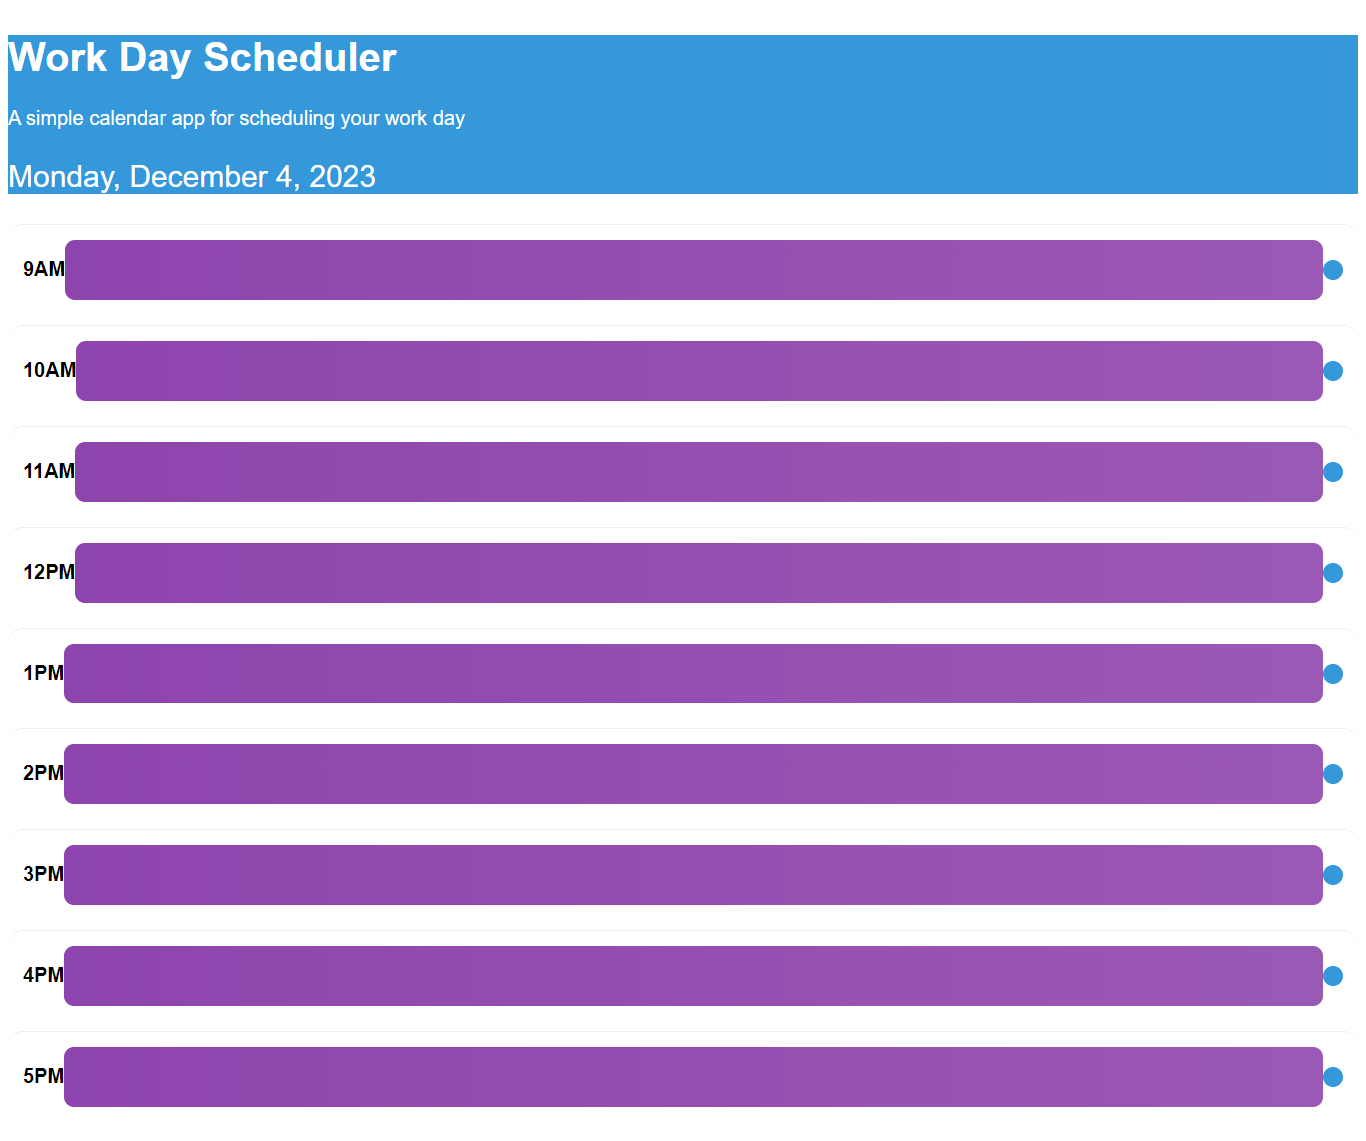 Work Day Scheduler
A simple calendar app for scheduling your work day
Monday, December 4, 2023
9AM
10AM
11AM
12PM
1PM
2PM
3PM
4PM
5PM